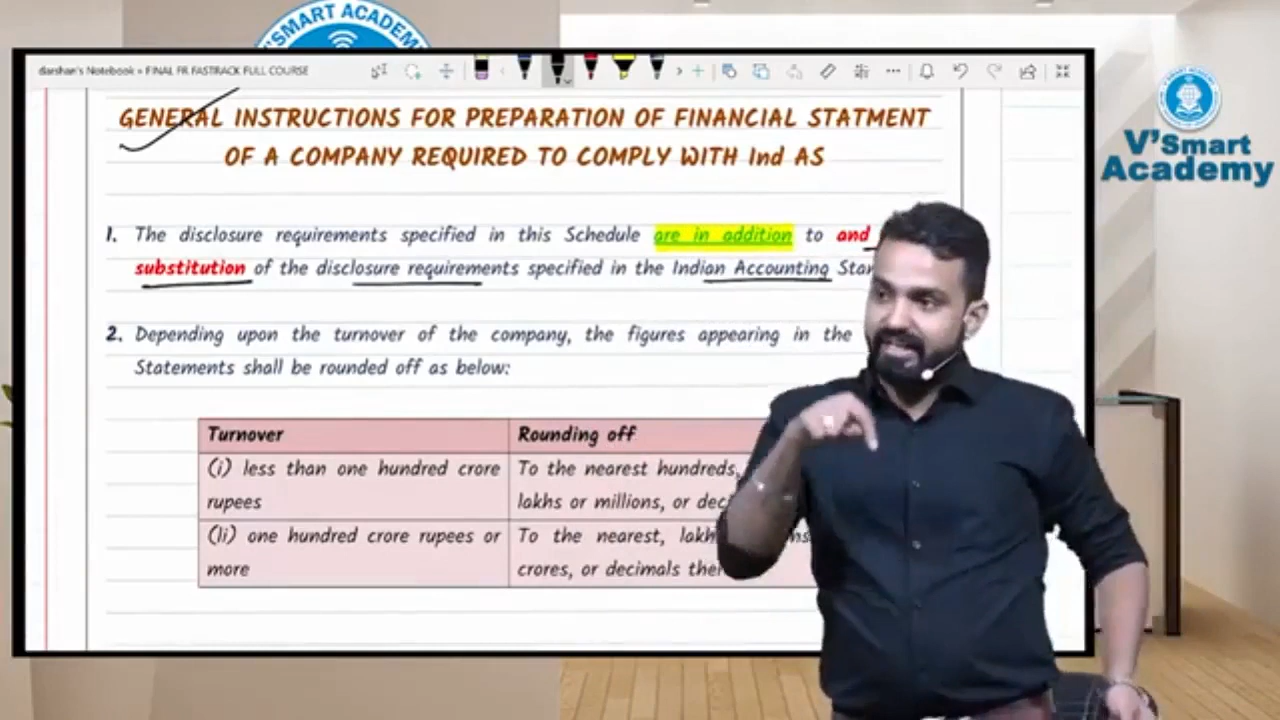 V'SMART ACADEMY
darshan's Notebook » FINAL FR FASTRACK FULL COURSE
GENERAL INSTRUCTIONS FOR PREPARATION OF FINANCIAL STATMENT
OF A COMPANY REQUIRED TO COMPLY WITH Ind AS
V'Smart
Academy
1. The disclosure requirements specified in this Schedule are in addition to and
substitution of the disclosure requirements specified in the Indian Accounting
2. Depending upon the turnover of the company, the figures appearing in the
Statements shall be rounded off as below:
Turnover Rounding off
(i) less than one hundred crore To the nearest hundreds,
rupees lakhs or millions, or
(Ii) one hundred crore rupees or To the nearest,
more crores, or decimals